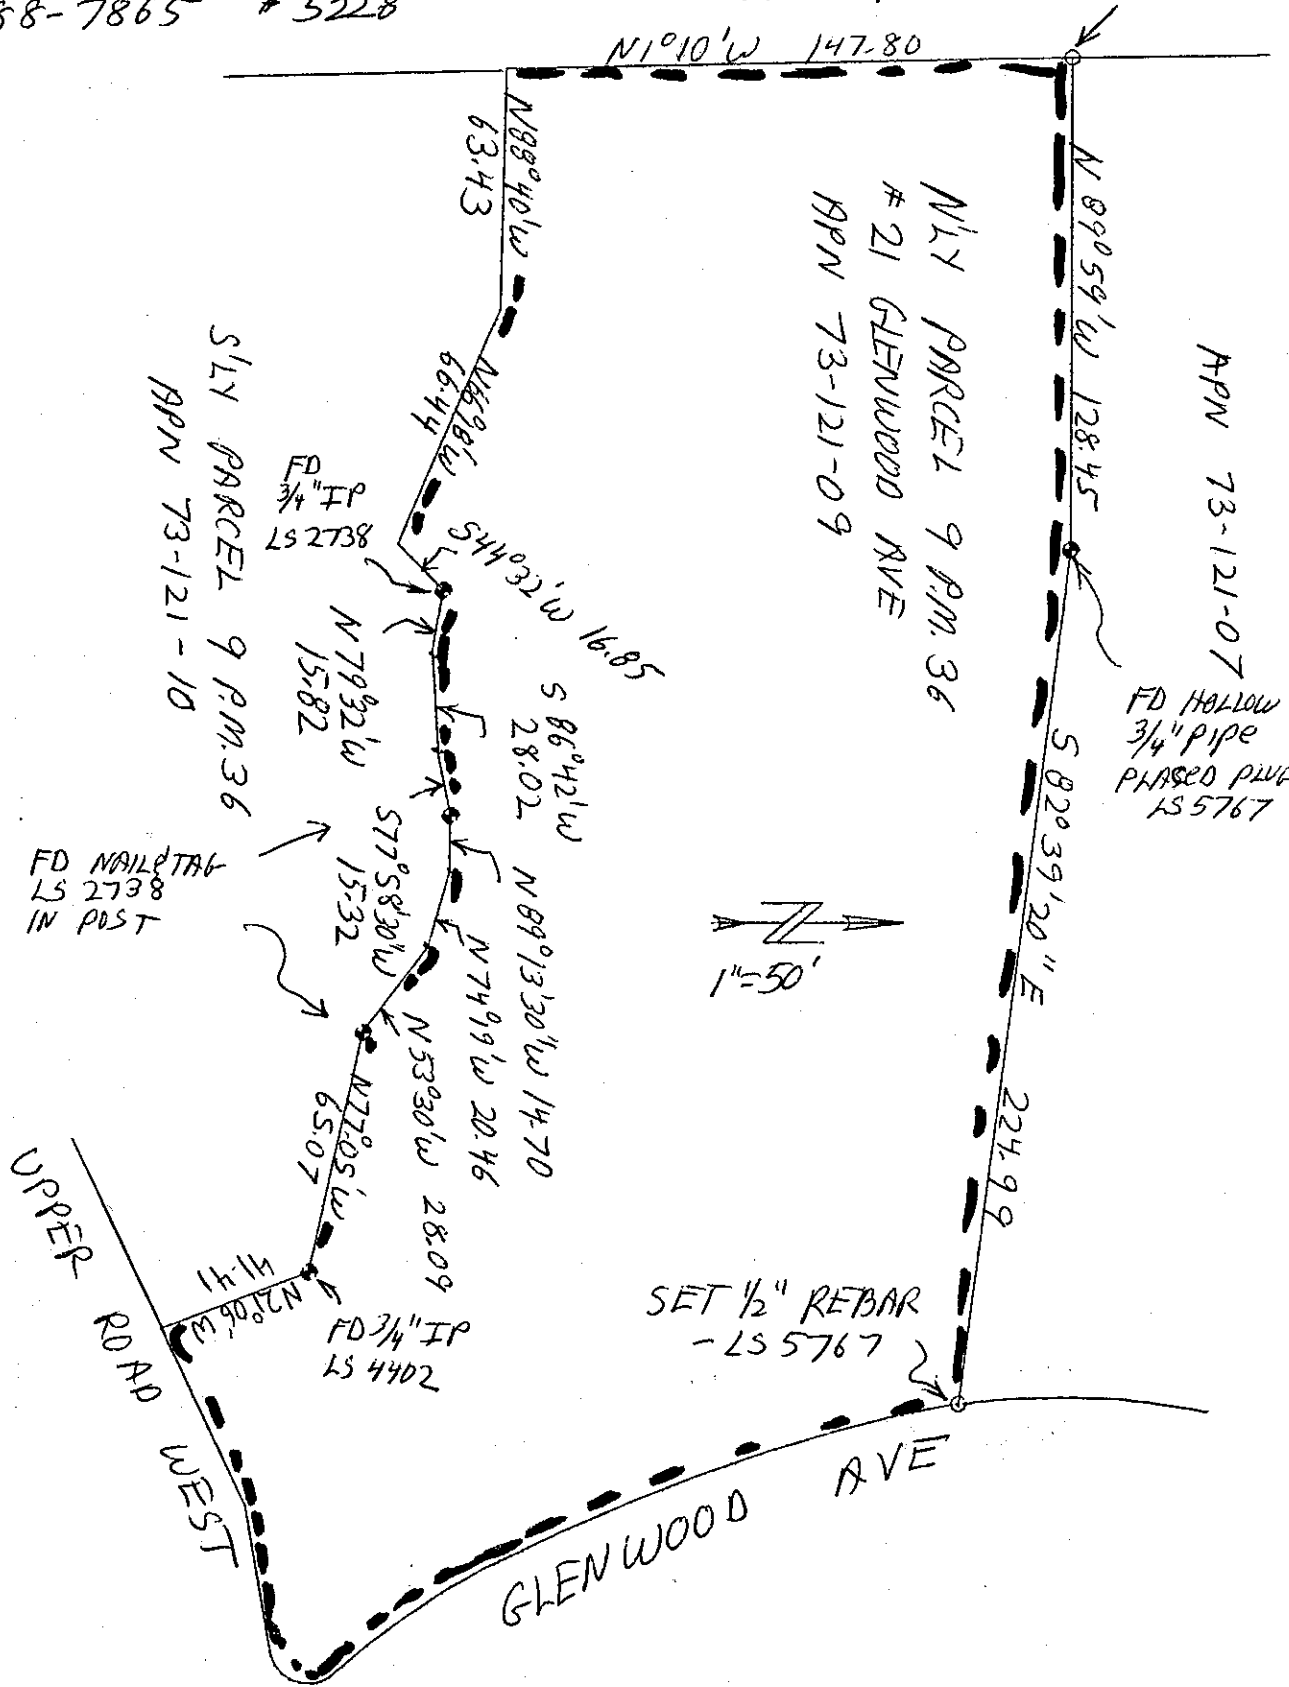 88-7865 # 5228
N1°10'W 147.80
N 89°59'W 128.45
N88°40'W
63.43
N'LY PARCEL 9 P.M. 36
# 21 GLENWOOD AVE
APN 73-121-09
APN 73-121-07
FD HOLLOW
3/4" PIPE
PLASED PLUG
LS 5767
N66°18'W
66.44
FD
3/4" IP
LS 2738
S44°32'W 16.85
S'LY PARCEL 9 P.M. 36
APN 73-121-10
N79°32'W
15.82
S 86°42'W
28.02
S 82°39'20"E 224.99
S77°58'30"W
15.32
N 89°13'30"W 14.70
N74°19'W 20.46
N53°30'W 28.09
FD NAIL & TAG
LS 2738
IN POST
N
1"=50'
N77°05'W
65.07
N21°06'W
41.41
FD 3/4" IP
LS 4402
SET 1/2" REBAR
- LS 5767
UPPER ROAD WEST
GLENWOOD AVE